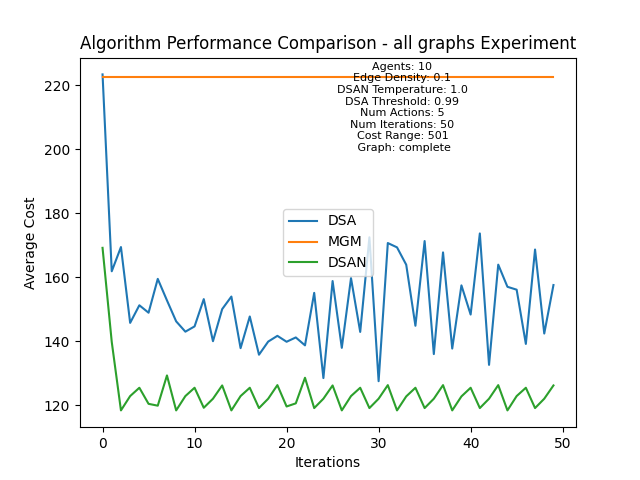 Algorithm Performance Comparison - all graphs Experiment
Agents: 10
Edge Density: 0.1
DSAN Temperature: 1.0
DSA Threshold: 0.99
Num Actions: 5
Num Iterations: 50
Cost Range: 501
Graph: complete
220
200
180
160
140
120
Average Cost
DSA
MGM
DSAN
0 10 20 30 40 50
Iterations